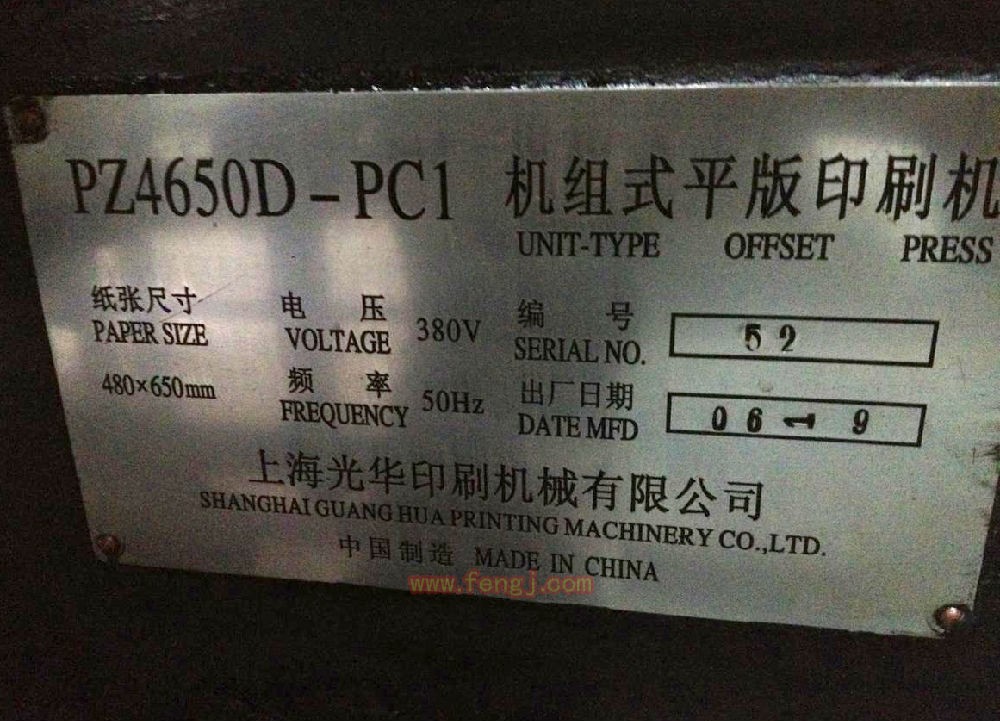 PZ4650D-PC1 机组式平版印刷机
UNIT-TYPE OFFSET PRESS
纸张尺寸 电压 380V 编号 52
PAPER SIZE VOLTAGE SERIAL NO.
480×650mm 频率 50Hz 出厂日期 06-9
FREQUENCY DATE MFD
上海光华印刷机械有限公司
SHANGHAI GUANG HUA PRINTING MACHINERY CO.,LTD.
中国制造 MADE IN CHINA
www.fengj.com